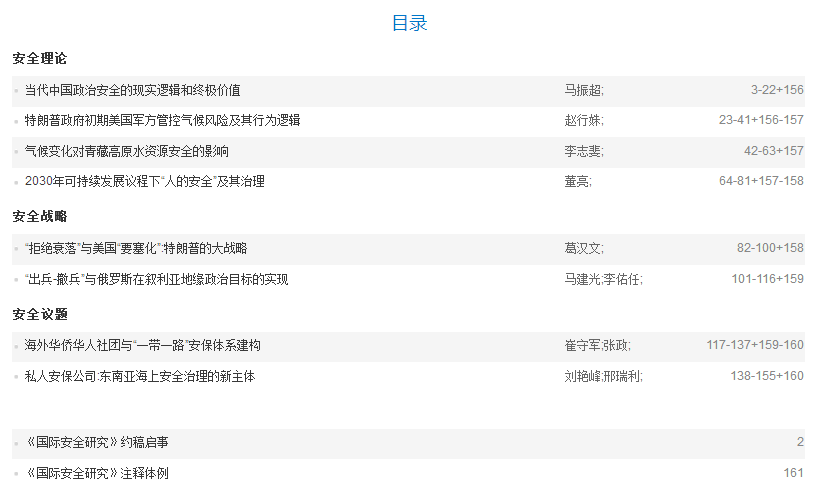 目录
安全理论
当代中国政治安全的现实逻辑和终极价值 马振超; 3-22+156
特朗普政府初期美国军方管控气候风险及其行为逻辑 赵行姝; 23-41+156-157
气候变化对青藏高原水资源安全的影响 李志斐; 42-63+157
2030年可持续发展议程下“人的安全”及其治理 董亮; 64-81+157-158
安全战略
“拒绝衰落”与美国“要塞化”:特朗普的大战略 葛汉文; 82-100+158
“出兵-撤兵”与俄罗斯在叙利亚地缘政治目标的实现 马建光;李佑任; 101-116+159
安全议题
海外华侨华人社团与“一带一路”安保体系建构 崔守军;张政; 117-137+159-160
私人安保公司:东南亚海上安全治理的新主体 刘艳峰;邢瑞利; 138-155+160
《国际安全研究》约稿启事 2
《国际安全研究》注释体例 161